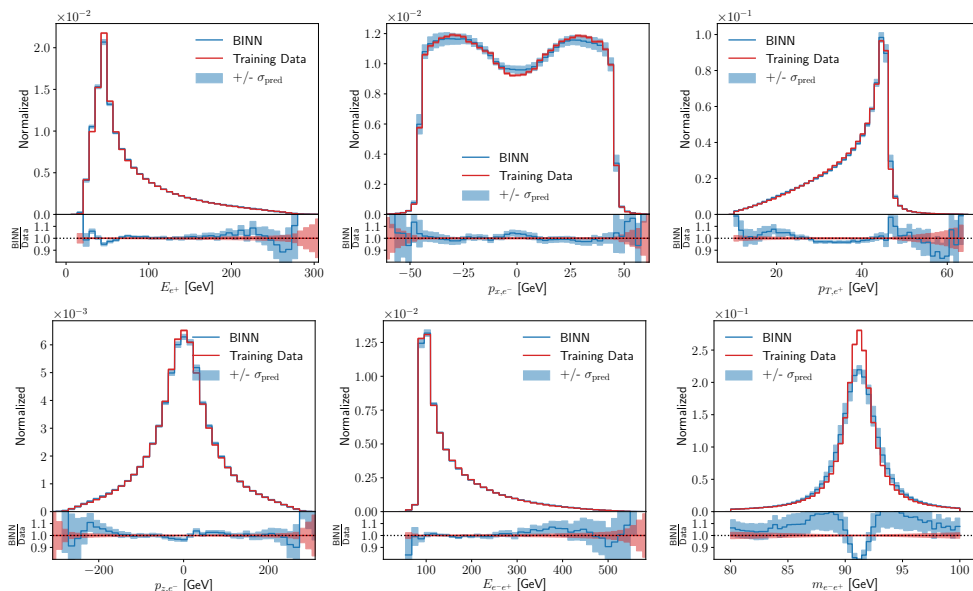 ×10⁻²
Normalized
2.0
1.5
1.0
0.5
0.0
BINN
Training Data
+/- σ_pred
BINN
Data
1.1
1.0
0.9
0
100
200
300
E_{e⁺} [GeV]
×10⁻²
Normalized
1.2
1.0
0.8
0.6
0.4
0.2
0.0
BINN
Training Data
+/- σ_pred
BINN
Data
1.1
1.0
0.9
−50
−25
0
25
50
p_{x,e⁻} [GeV]
×10⁻¹
Normalized
1.0
0.8
0.6
0.4
0.2
0.0
BINN
Training Data
+/- σ_pred
BINN
Data
1.1
1.0
0.9
20
40
60
p_{T,e⁺} [GeV]
×10⁻³
Normalized
6
5
4
3
2
1
0
BINN
Training Data
+/- σ_pred
BINN
Data
1.1
1.0
0.9
−200
0
200
p_{z,e⁻} [GeV]
×10⁻²
Normalized
1.25
1.00
0.75
0.50
0.25
0.00
BINN
Training Data
+/- σ_pred
BINN
Data
1.1
1.0
0.9
100
200
300
400
500
E_{e⁻e⁺} [GeV]
×10⁻¹
Normalized
2.5
2.0
1.5
1.0
0.5
0.0
BINN
Training Data
+/- σ_pred
BINN
Data
1.1
1.0
0.9
80
85
90
95
100
m_{e⁻e⁺} [GeV]